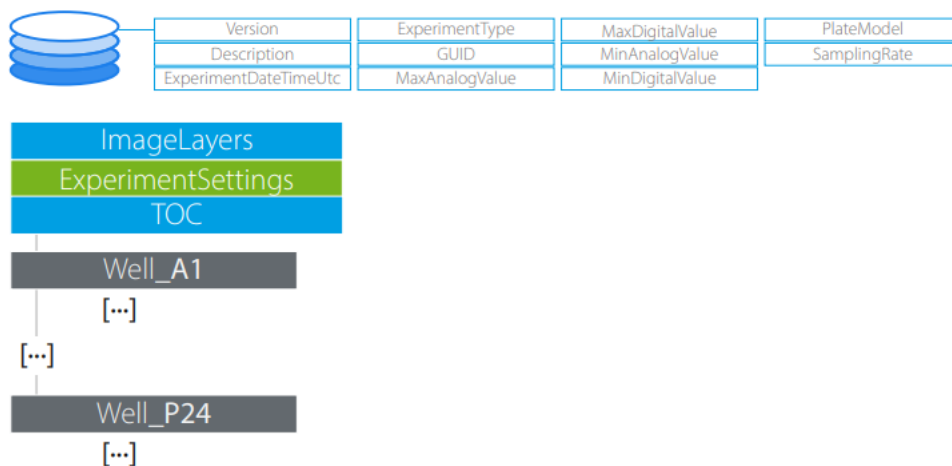 Version ExperimentType MaxDigitalValue PlateModel
Description GUID MinAnalogValue SamplingRate
ExperimentDateTimeUtc MaxAnalogValue MinDigitalValue
ImageLayers
ExperimentSettings
TOC
Well_A1
[...]
[...]
Well_P24
[...]